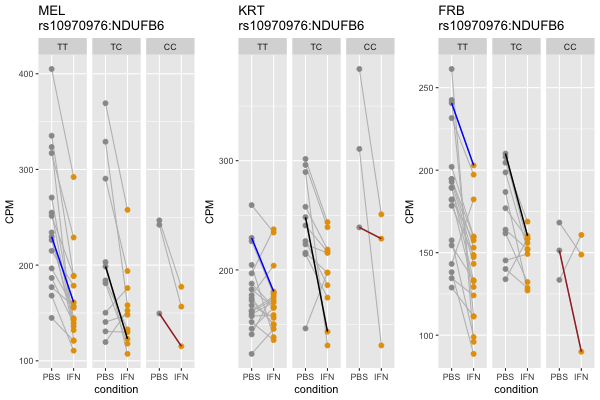 MEL
rs10970976:NDUFB6
TT TC CC
CPM
400
300
200
100
PBS IFN PBS IFN PBS IFN
condition
KRT
rs10970976:NDUFB6
TT TC CC
CPM
300
200
PBS IFN PBS IFN PBS IFN
condition
FRB
rs10970976:NDUFB6
TT TC CC
CPM
250
200
150
100
PBS IFN PBS IFN PBS IFN
condition